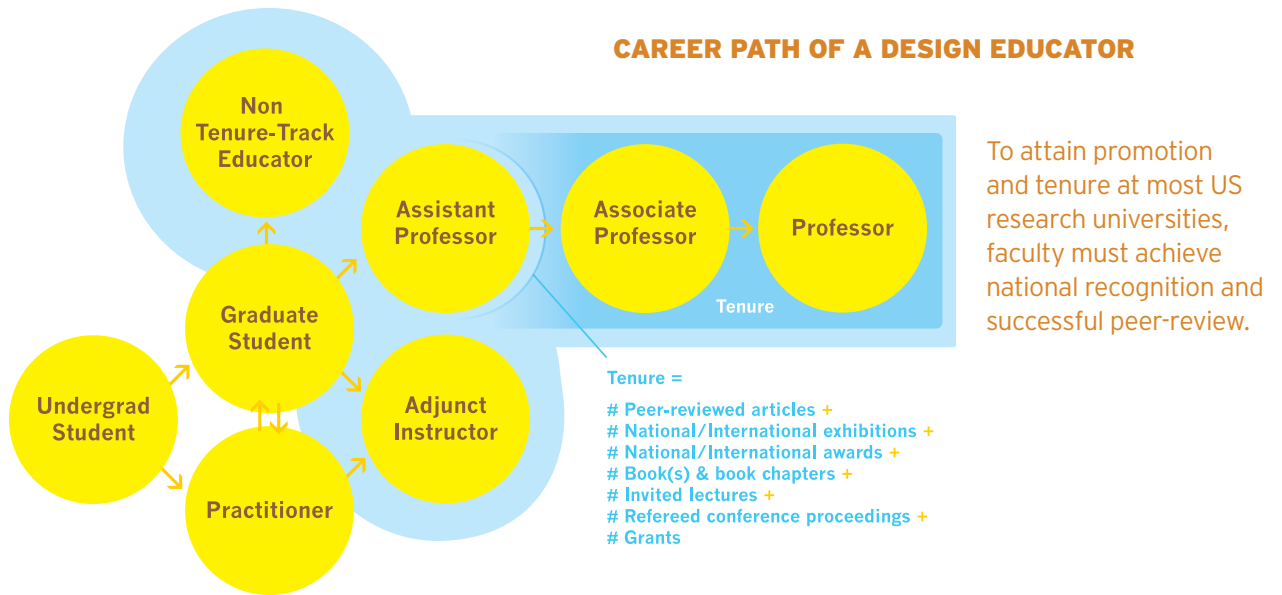 CAREER PATH OF A DESIGN EDUCATOR
Non
Tenure-Track
Educator
Assistant
Professor
Associate
Professor
Professor
Tenure
To attain promotion
and tenure at most US
research universities,
faculty must achieve
national recognition and
successful peer-review.
Graduate
Student
Undergrad
Student
Adjunct
Instructor
Practitioner
Tenure =
# Peer-reviewed articles +
# National/International exhibitions +
# National/International awards +
# Book(s) & book chapters +
# Invited lectures +
# Refereed conference proceedings +
# Grants